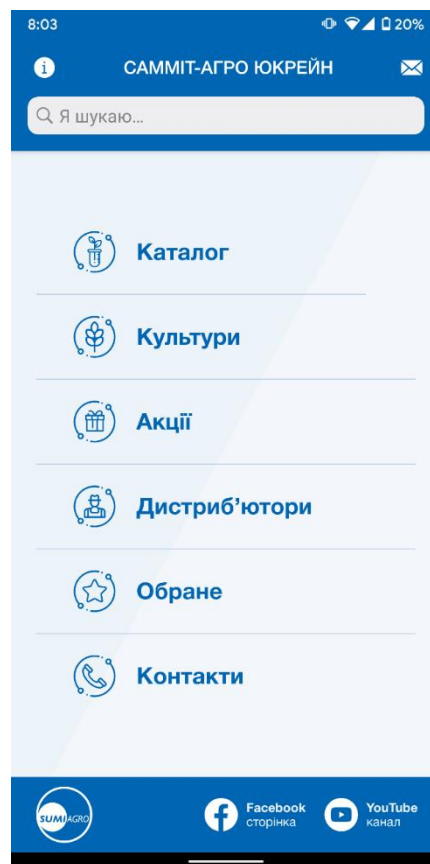 8:03 20%
САММІТ-АГРО ЮКРЕЙН
Я шукаю...
Каталог
Культури
Акції
Дистриб’ютори
Обране
Контакти
SUMI AGRO
Facebook
сторінка
YouTube
канал